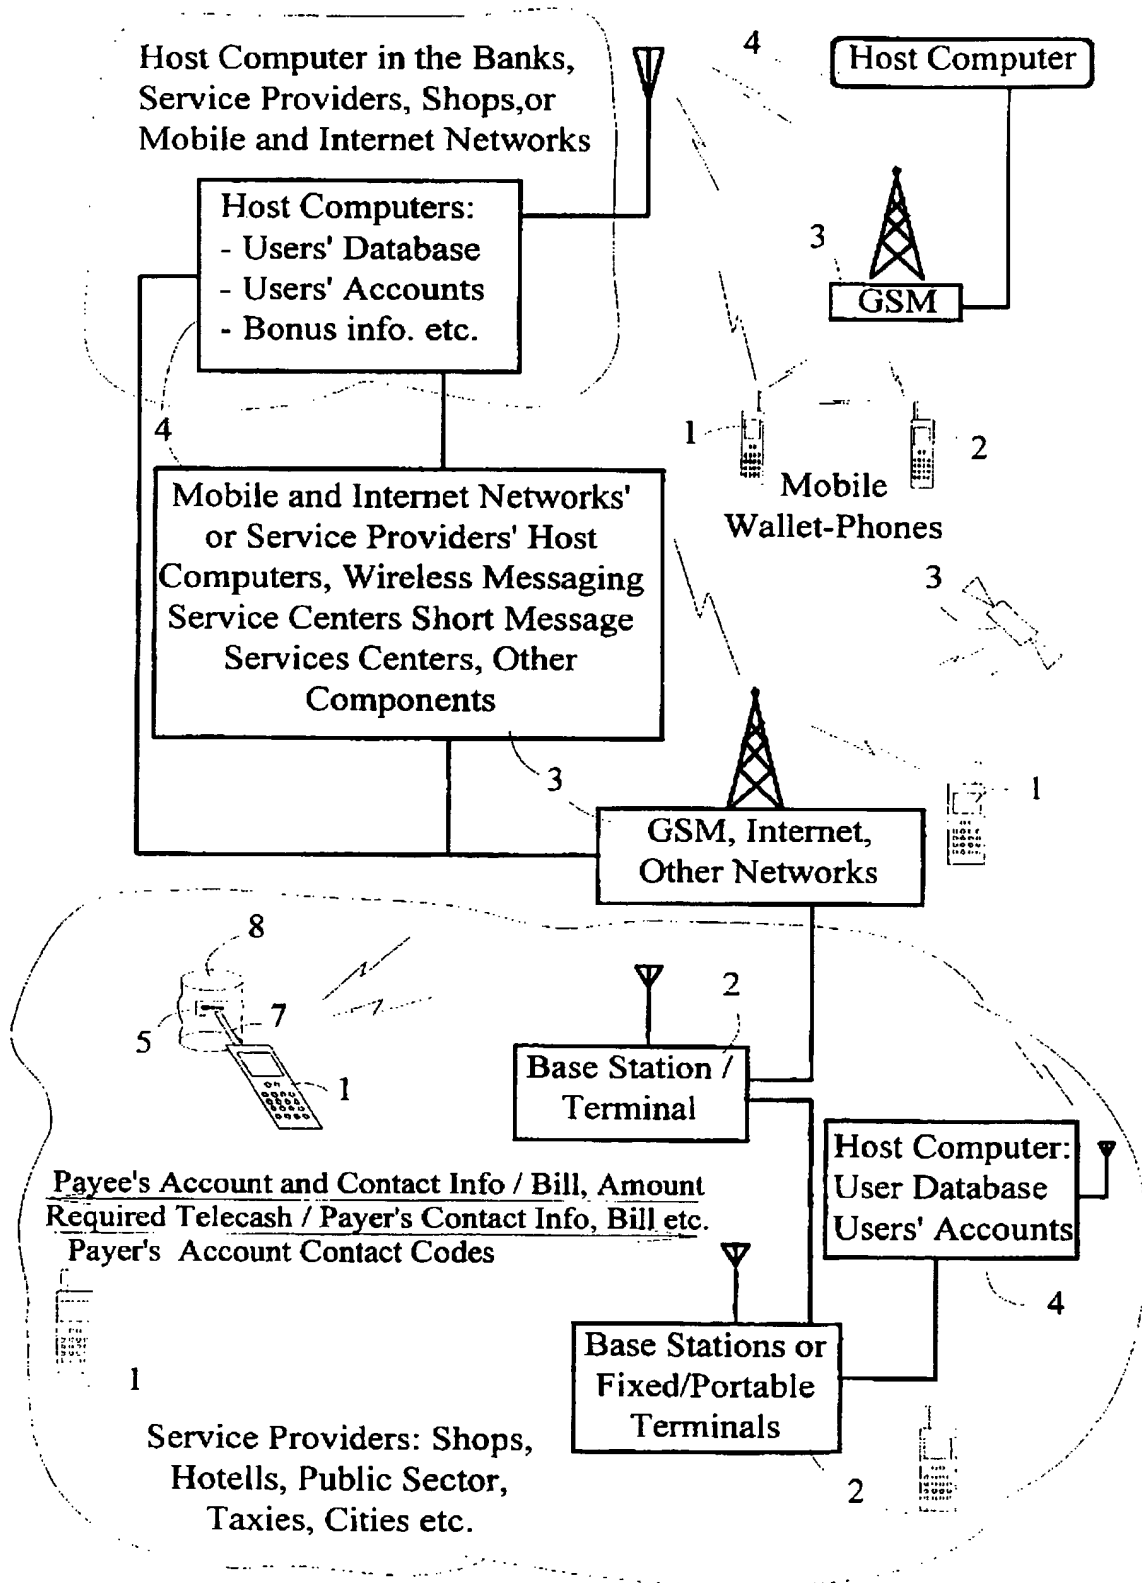 Host Computer in the Banks,
Service Providers, Shops,or
Mobile and Internet Networks
4
Host Computer
Host Computers:
- Users' Database
- Users' Accounts
- Bonus info. etc.
3
GSM
4
1
2
Mobile
Wallet-Phones
Mobile and Internet Networks'
or Service Providers' Host
Computers, Wireless Messaging
Service Centers Short Message
Services Centers, Other
Components
3
3
1
GSM, Internet,
Other Networks
8
5
7
1
2
Base Station /
Terminal
Host Computer:
User Database
Users' Accounts
4
Payee's Account and Contact Info / Bill, Amount
Required Telecash / Payer's Contact Info, Bill etc.
Payer's Account Contact Codes
1
Base Stations or
Fixed/Portable
Terminals
2
Service Providers: Shops,
Hotells, Public Sector,
Taxies, Cities etc.